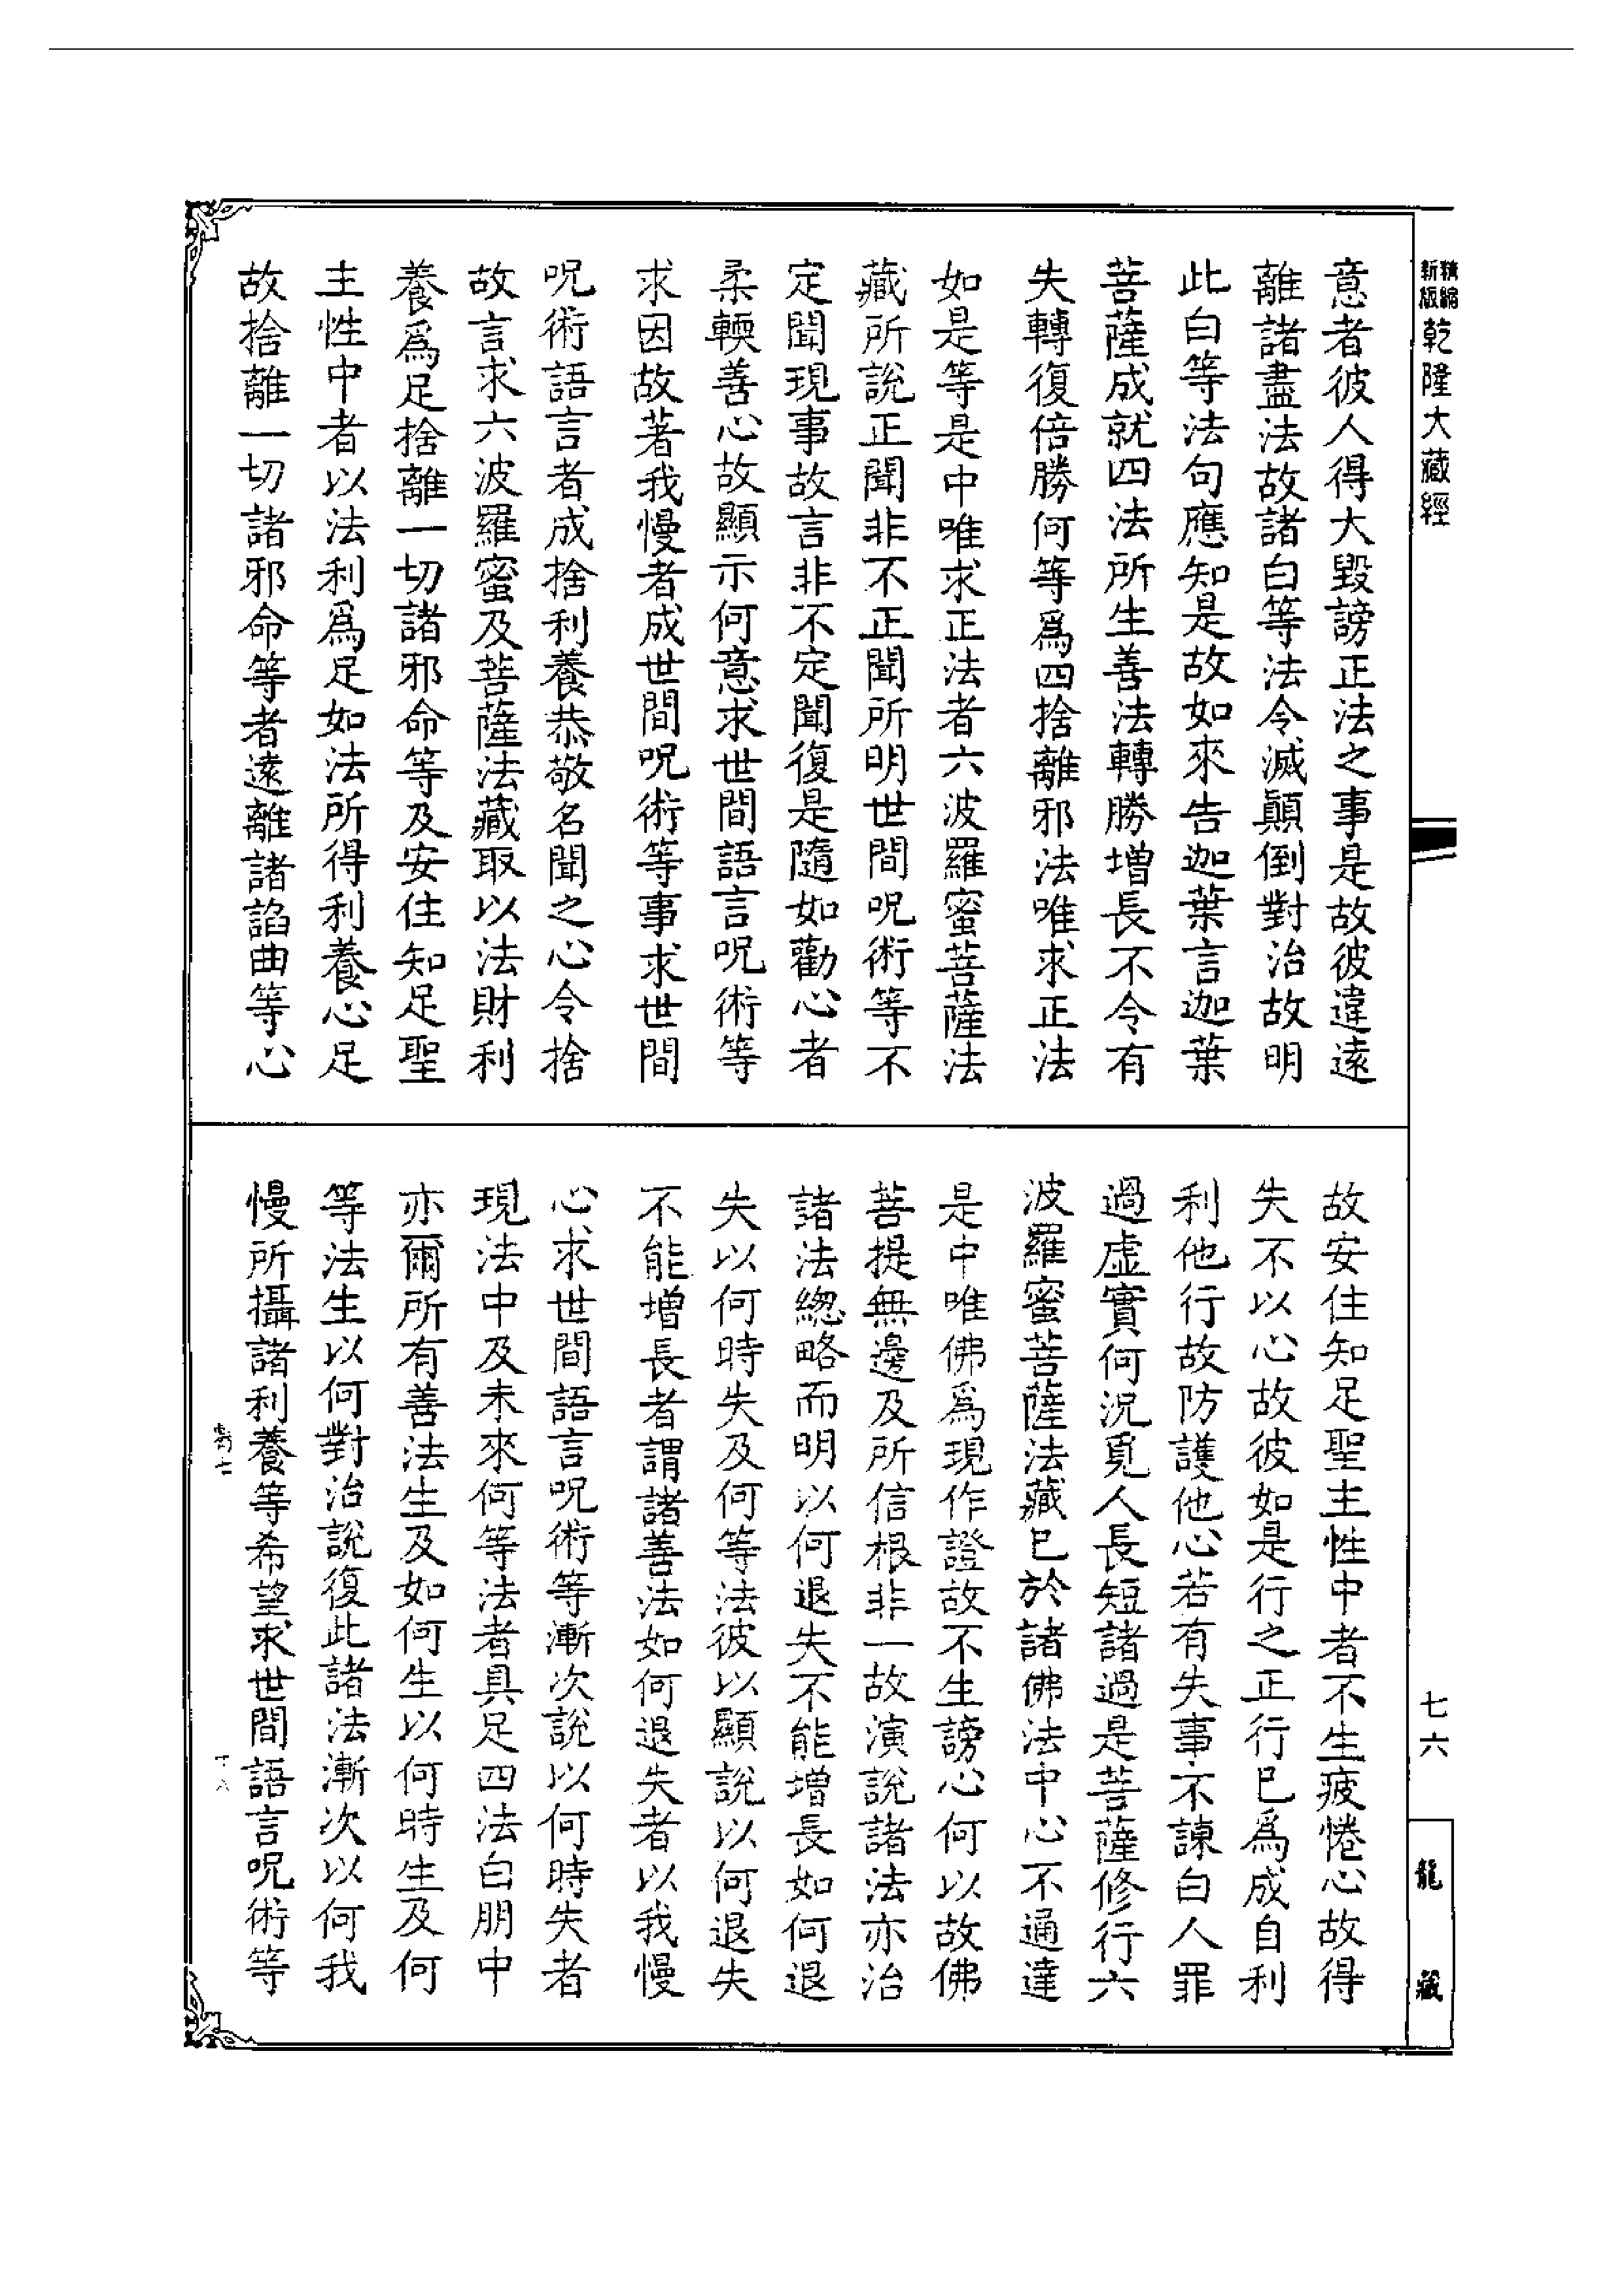 精縮新版乾隆大藏經
意者彼人得大毀謗正法之事是故彼違遠
離諸盡法故諸白等法令滅顚倒對治故明
此白等法句應知是故如來告迦葉言迦葉
菩薩成就四法所生善法轉勝增長不令有
失轉復倍勝何等爲四捨離邪法唯求正法
如是等是中唯求正法者六波羅蜜菩薩法
藏所說正聞非不正聞所明世間呪術等不
定聞現事故言非不定聞復是隨如勸心者
柔輭善心故顯示何意求世間語言呪術等
求因故著我慢者成世間呪術等事求世間
呪術語言者成捨利養恭敬名聞之心令捨
故言求六波羅蜜及菩薩法藏取以法財利
養爲足捨離一切諸邪命等及安住知足聖
主性中者以法利爲足如法所得利養心足
故捨離一切諸邪命等者遠離諸諂曲等心
故安住知足聖主性中者不生疲惓心故得
失不以心故彼如是行之正行已爲成自利
利他行故防護他心若有失事不諫白人罪
過虛實何況覓人長短諸過是菩薩修行六
波羅蜜菩薩法藏已於諸佛法中心不通達
是中唯佛爲現作證故不生謗心何以故佛
菩提無邊及所信根非一故演說諸法亦治
諸法總略而明以何退失不能增長如何退
失以何時失及何等法彼以顯說以何退失
不能增長者謂諸善法如何退失者以我慢
心求世間語言呪術等漸次說以何時失者
現法中及未來何等法者具足四法白朋中
亦爾所有善法生及如何生以何時生及何
等法生以何對治說復此諸法漸次以何我
慢所攝諸利養等希望求世間語言呪術等
七六
龍藏